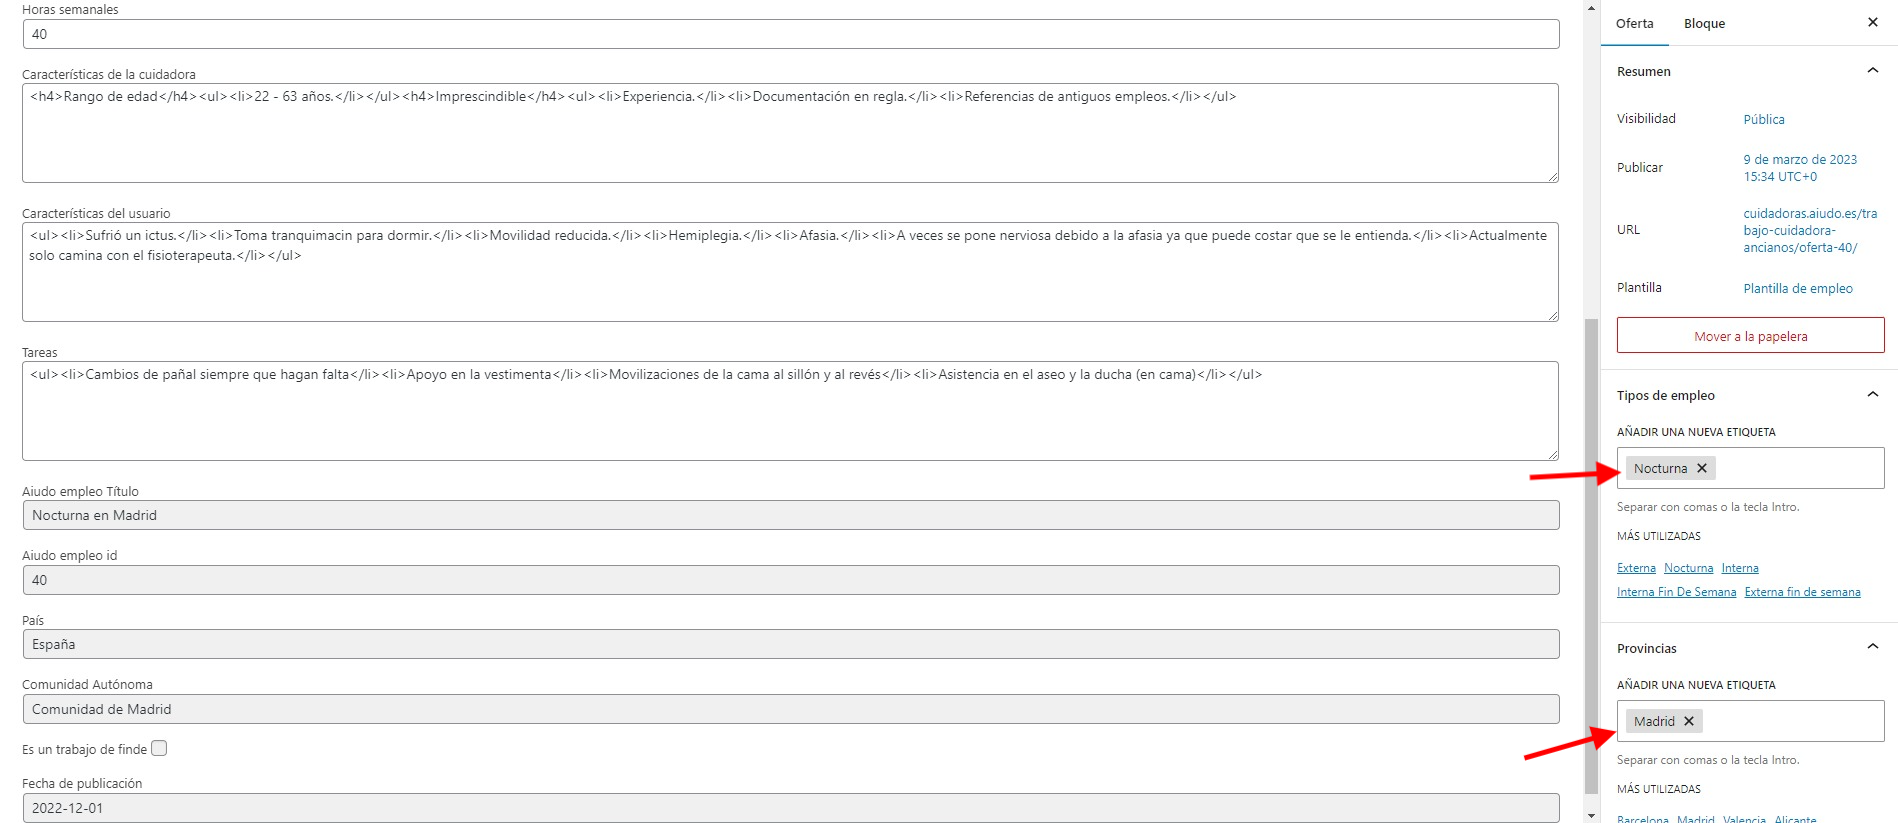 Horas semanales
40
Características de la cuidadora
<h4>Rango de edad</h4><ul><li>22 - 63 años.</li></ul><h4>Imprescindible</h4><ul><li>Experiencia.</li><li>Documentación en regla.</li><li>Referencias de antiguos empleos.</li></ul>
Características del usuario
<ul><li>Sufrió un ictus.</li><li>Toma tranquimacin para dormir.</li><li>Movilidad reducida.</li><li>Hemiplegia.</li><li>Afasia.</li><li>A veces se pone nerviosa debido a la afasia ya que puede costar que se le entienda.</li><li>Actualmente
solo camina con el fisioterapeuta.</li></ul>
Tareas
<ul><li>Cambios de pañal siempre que hagan falta</li><li>Apoyo en la vestimenta</li><li>Movilizaciones de la cama al sillón y al revés</li><li>Asistencia en el aseo y la ducha (en cama)</li></ul>
Aiudo empleo Título
Nocturna en Madrid
Aiudo empleo id
40
País
España
Comunidad Autónoma
Comunidad de Madrid
Es un trabajo de finde
Fecha de publicación
2022-12-01
Oferta Bloque
Resumen
Visibilidad Pública
Publicar 9 de marzo de 2023
15:34 UTC+0
URL cuidadoras.aiudo.es/tra
bajo-cuidadora-
ancianos/oferta-40/
Plantilla Plantilla de empleo
Mover a la papelera
Tipos de empleo
AÑADIR UNA NUEVA ETIQUETA
Nocturna
Separar con comas o la tecla Intro.
MÁS UTILIZADAS
Externa Nocturna Interna
Interna Fin De Semana Externa fin de semana
Provincias
AÑADIR UNA NUEVA ETIQUETA
Madrid
Separar con comas o la tecla Intro.
MÁS UTILIZADAS
Barcelona Madrid Valencia Alicante